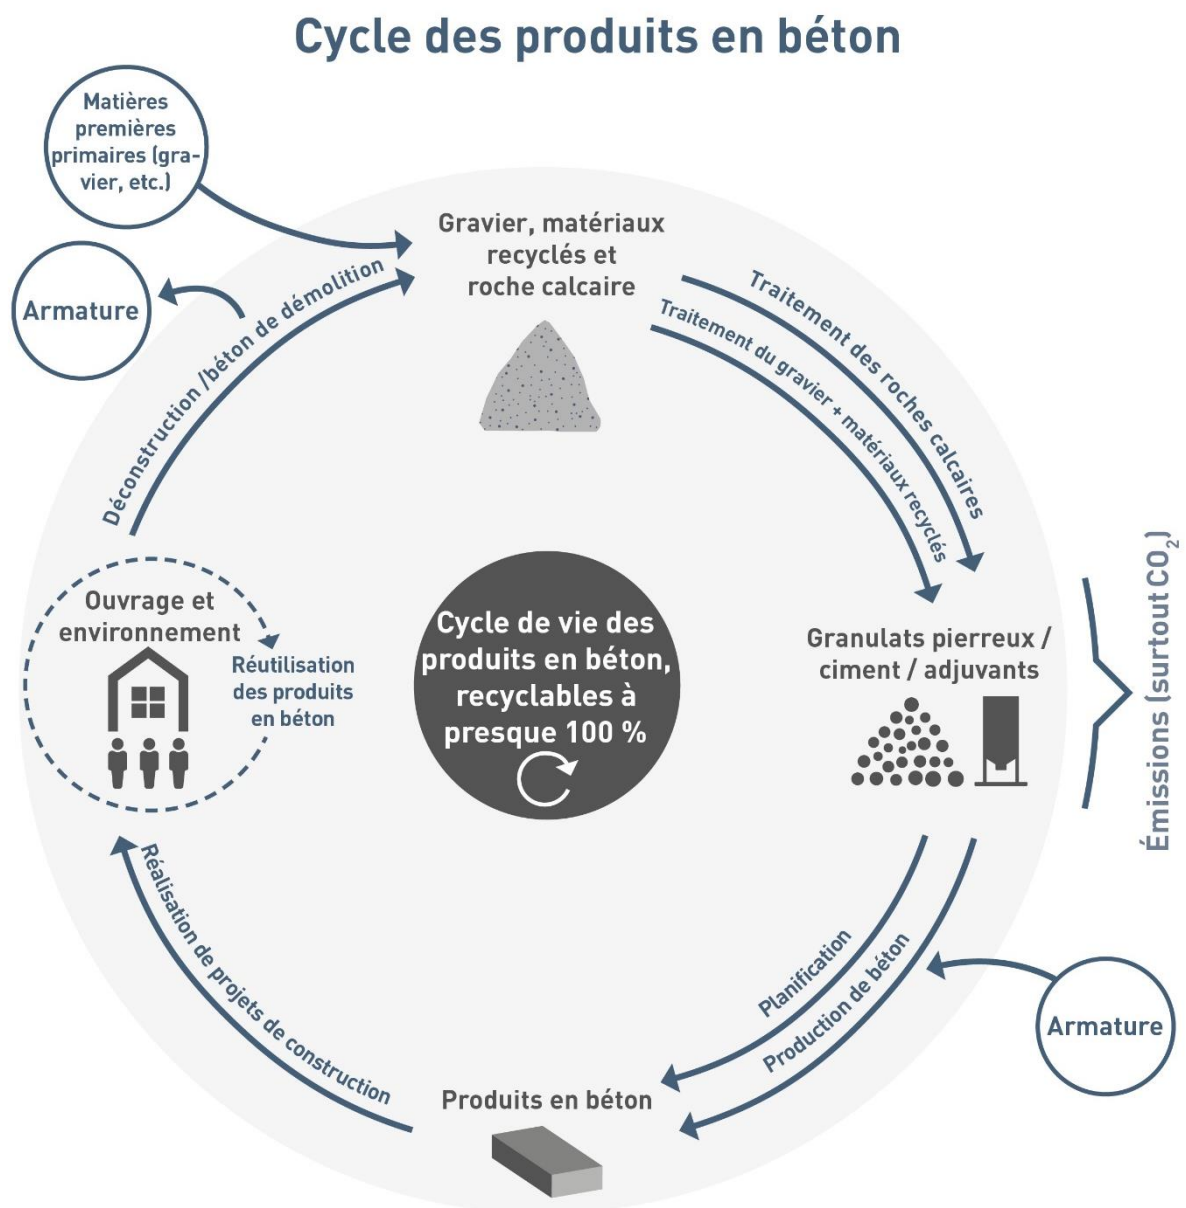 Cycle des produits en béton
Matières
premières
primaires (gra-
vier, etc.)
Armature
Déconstruction /béton de démolition
Gravier, matériaux
recyclés et
roche calcaire
Traitement des roches calcaires
Traitement du gravier + matériaux recyclés
Ouvrage et
environnement
Réutilisation
des produits
en béton
Cycle de vie des
produits en béton,
recyclables à
presque 100 %
Granulats pierreux /
ciment / adjuvants
Émissions (surtout CO₂)
Planification
Production de béton
Armature
Réalisation de projets de construction
Produits en béton